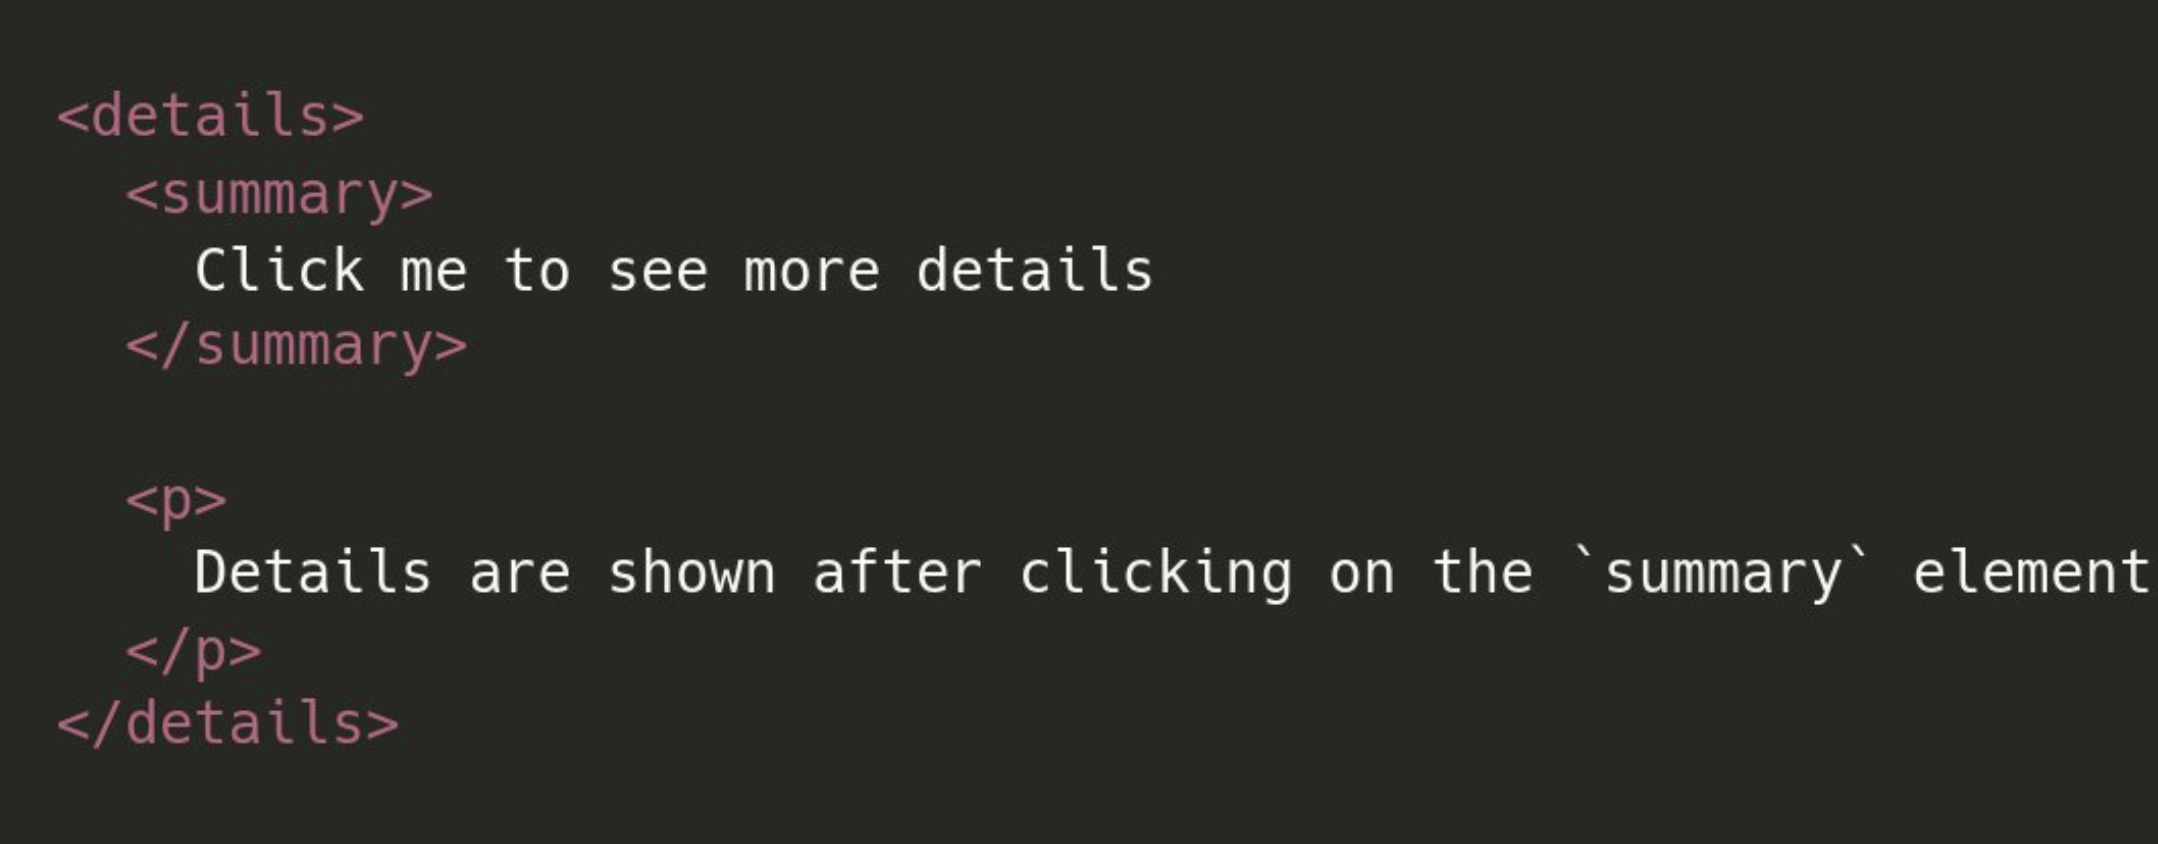 <details>
<summary>
Click me to see more details
</summary>
<p>
Details are shown after clicking on the `summary` element
</p>
</details>